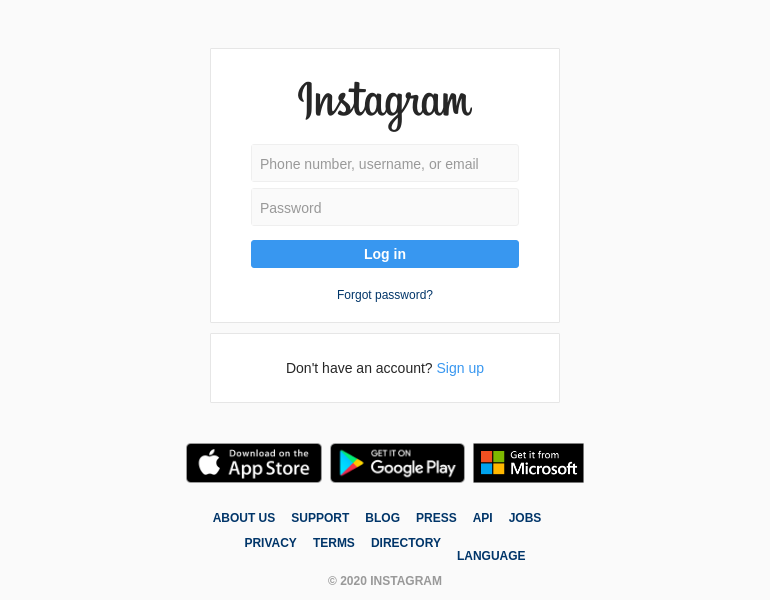 Instagram
Phone number, username, or email
Password
Log in
Forgot password?
Don't have an account? Sign up
Download on the
App Store
GET IT ON
Google Play
Get it from
Microsoft
ABOUT US SUPPORT BLOG PRESS API JOBS
PRIVACY TERMS DIRECTORY
LANGUAGE
© 2020 INSTAGRAM